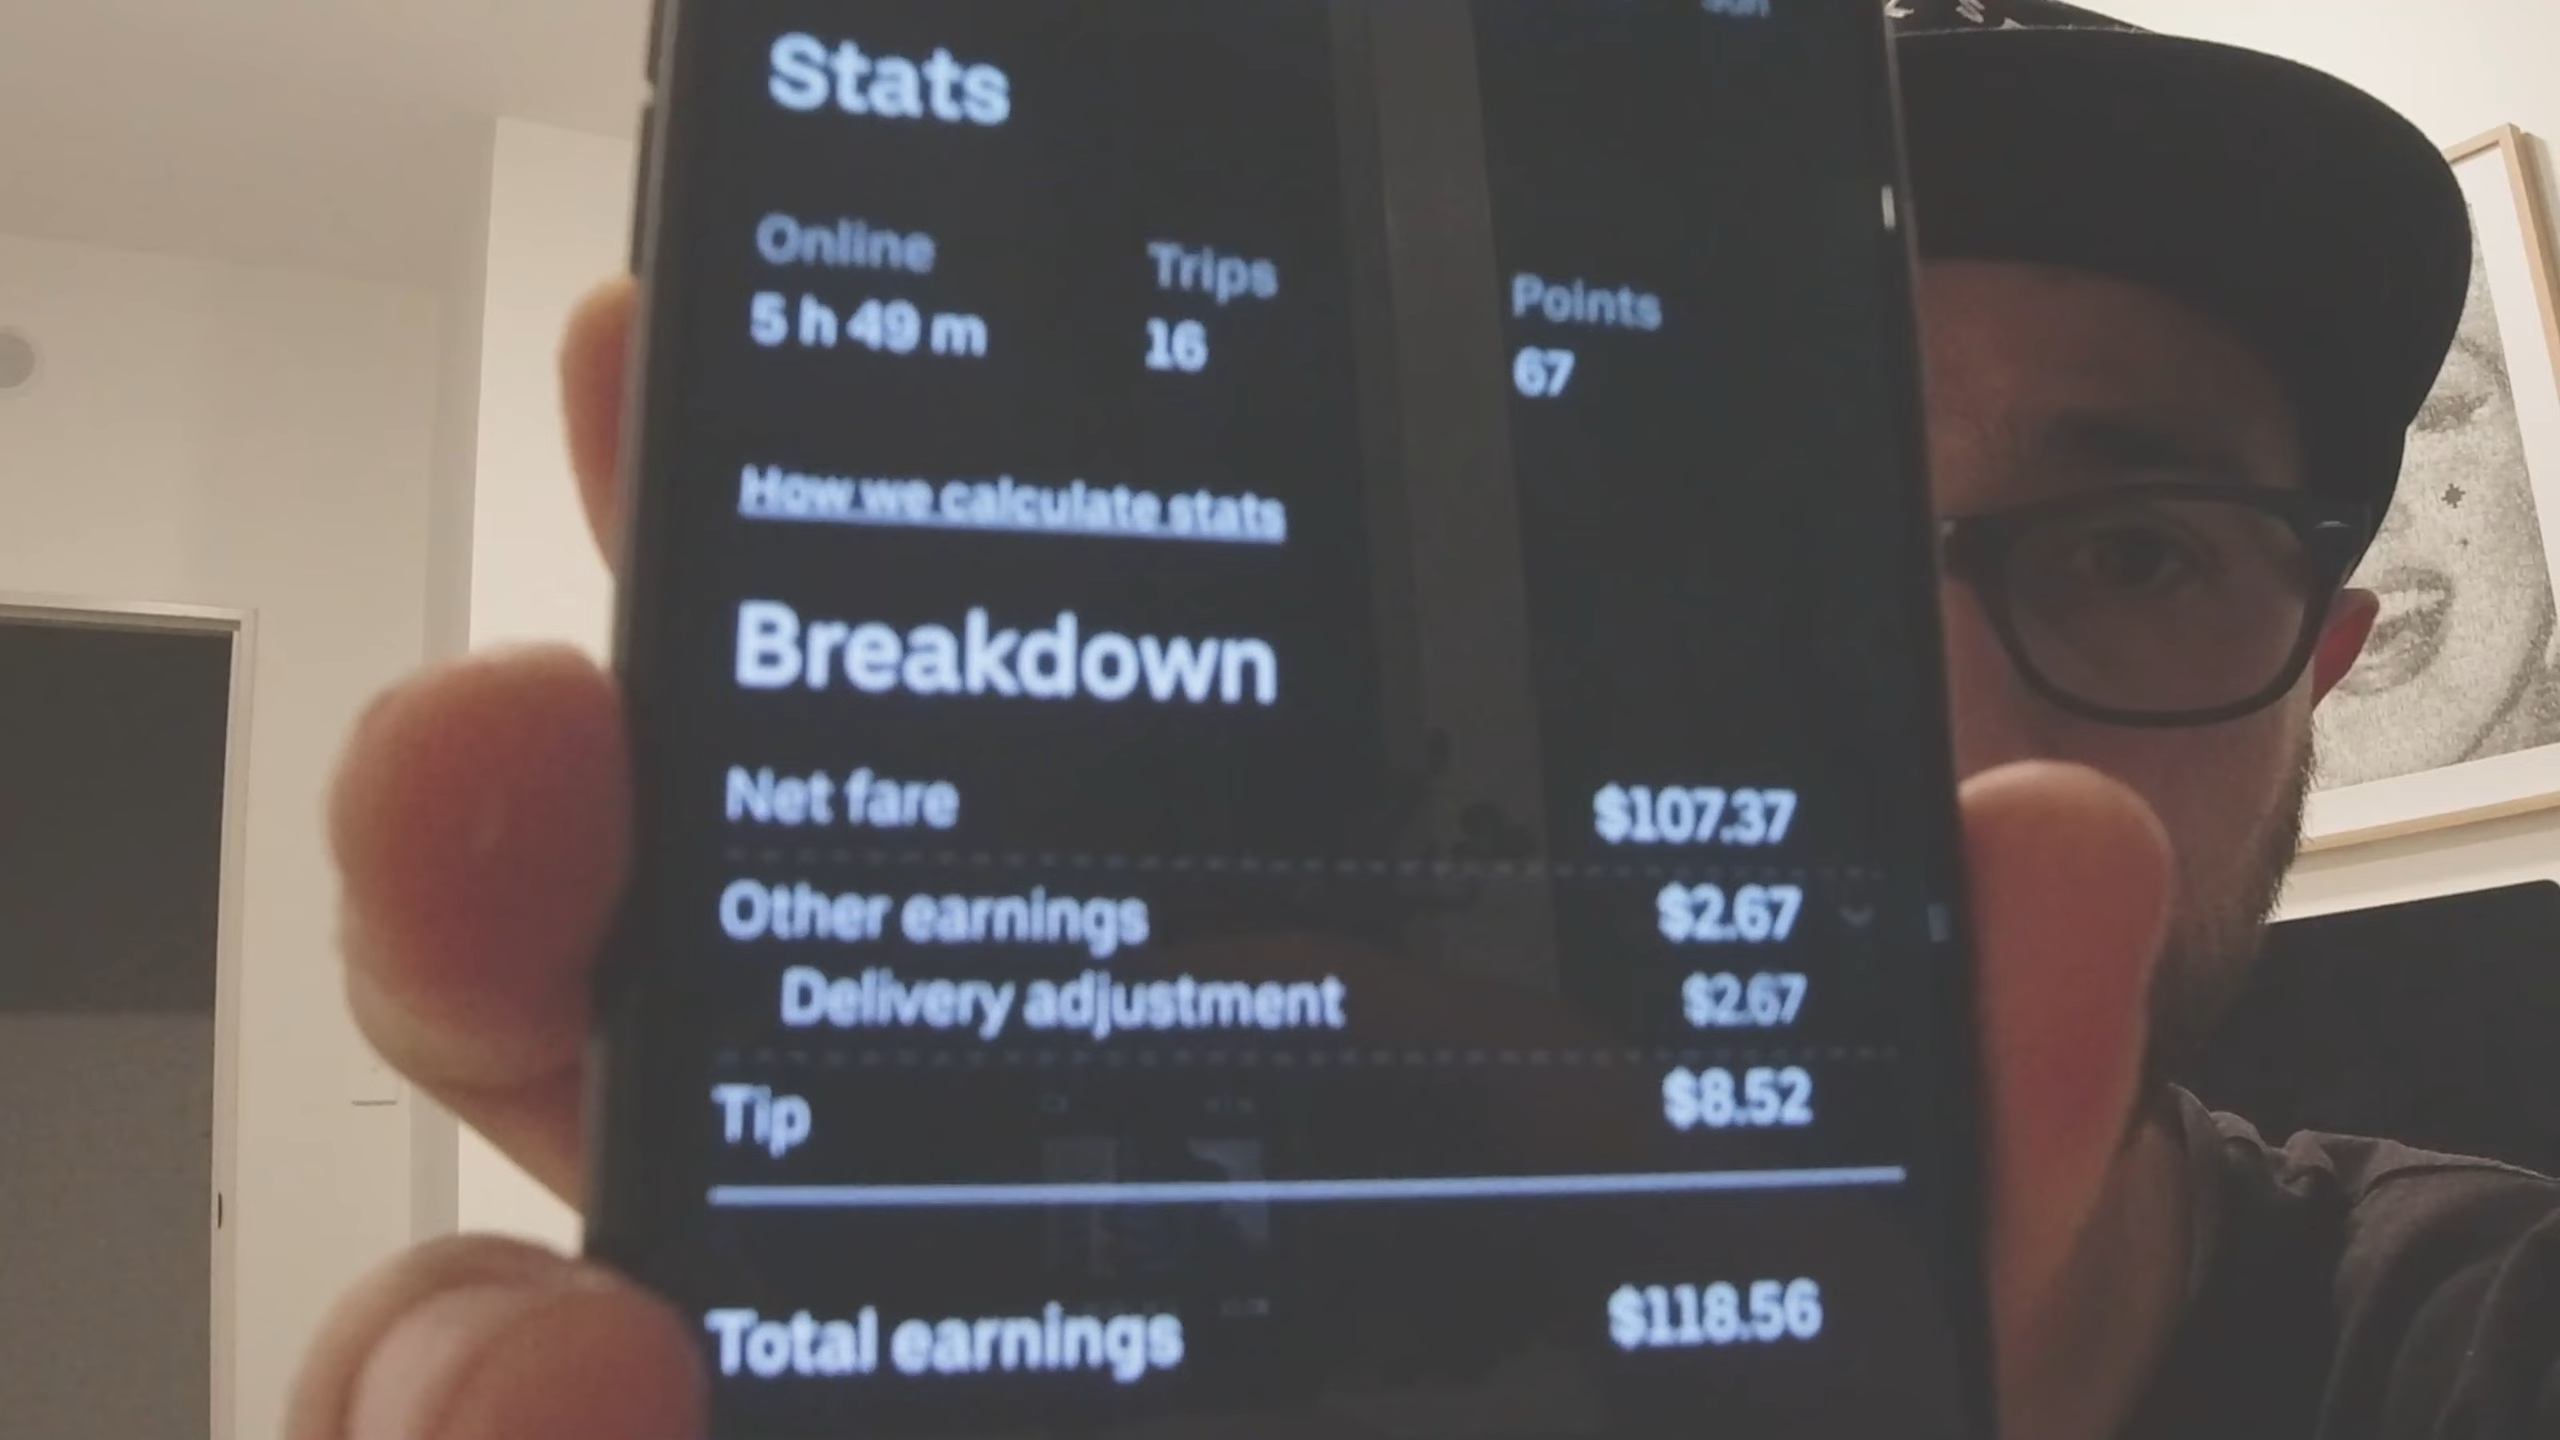 Stats
Online Trips Points
5 h 49 m 16 67
How we calculate stats
Breakdown
Net fare $107.37
Other earnings $2.67
Delivery adjustment $2.67
Tip $8.52
Total earnings $118.56